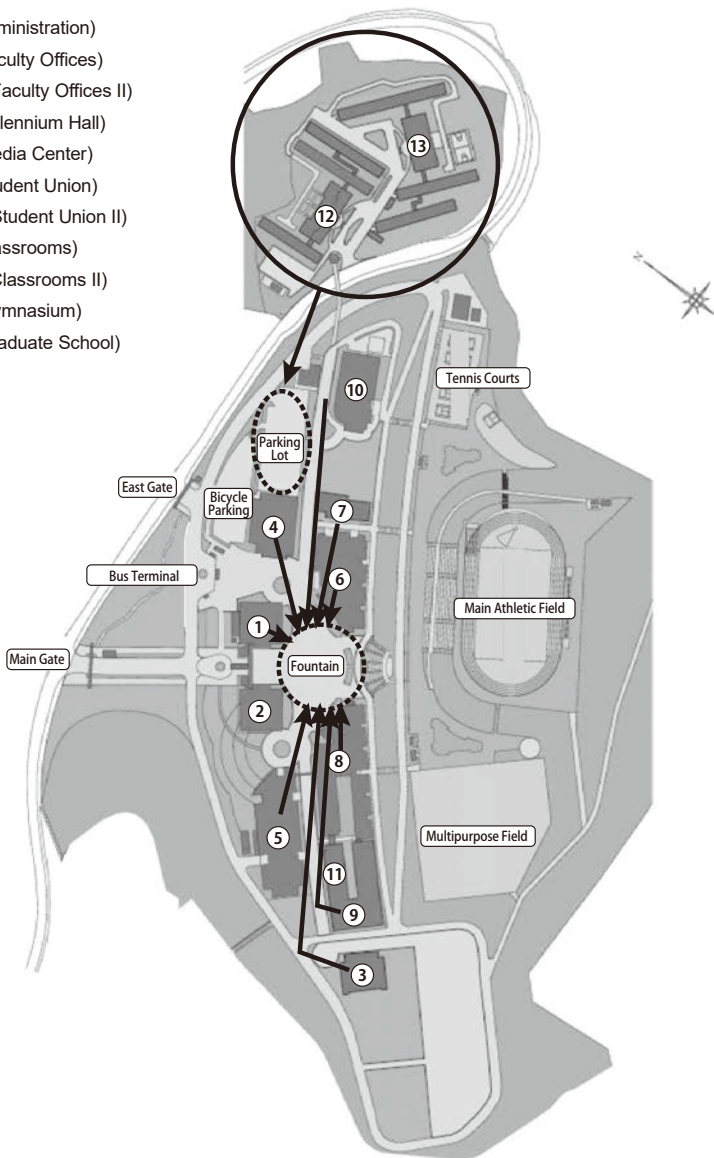 ministration)
culty Offices)
Faculty Offices II)
llennium Hall)
edia Center)
udent Union)
Student Union II)
assrooms)
Classrooms II)
ymnasium)
aduate School)
13
12
N
10
Tennis Courts
Parking
Lot
East Gate
Bicycle
Parking
4
7
Bus Terminal
6
Main Athletic Field
1
Main Gate
Fountain
2
8
5
Multipurpose Field
11
9
3